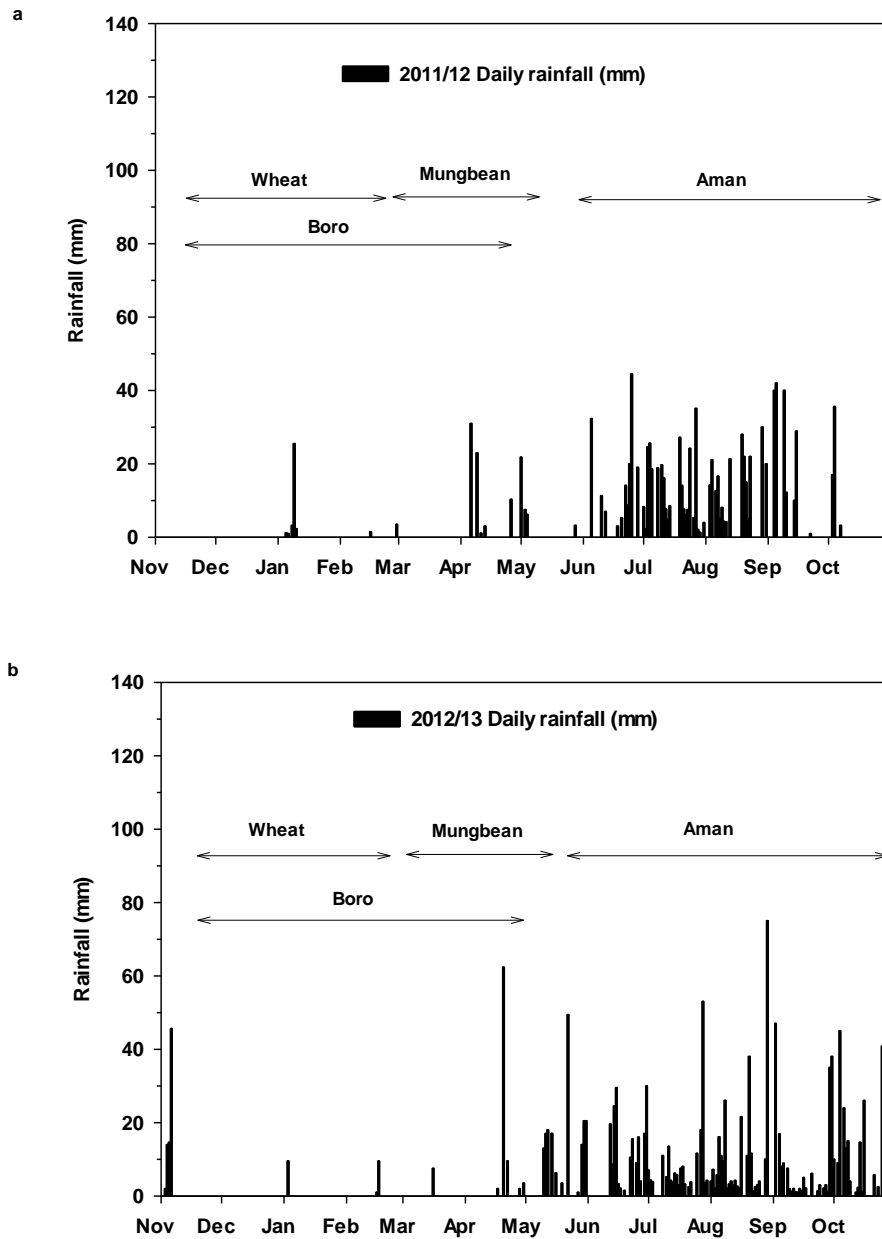 a
140
2011/12 Daily rainfall (mm)
120
100
Wheat
Mungbean
Aman
Boro
80
60
40
20
0
Rainfall (mm)
Nov Dec Jan Feb Mar Apr May Jun Jul Aug Sep Oct
b
140
2012/13 Daily rainfall (mm)
120
100
Wheat
Mungbean
Aman
Boro
80
60
40
20
0
Rainfall (mm)
Nov Dec Jan Feb Mar Apr May Jun Jul Aug Sep Oct